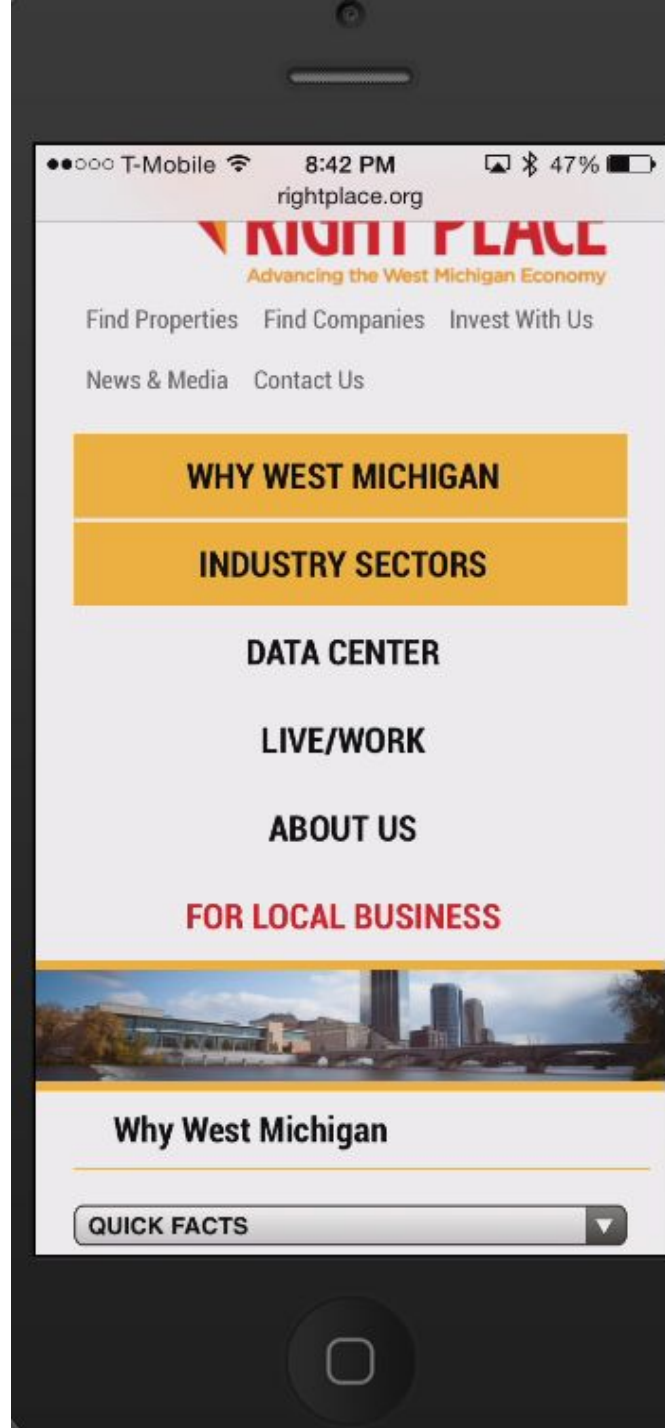 T-Mobile 8:42 PM 47%
rightplace.org
RIGHT PLACE
Advancing the West Michigan Economy
Find Properties Find Companies Invest With Us
News & Media Contact Us
WHY WEST MICHIGAN
INDUSTRY SECTORS
DATA CENTER
LIVE/WORK
ABOUT US
FOR LOCAL BUSINESS
Why West Michigan
QUICK FACTS